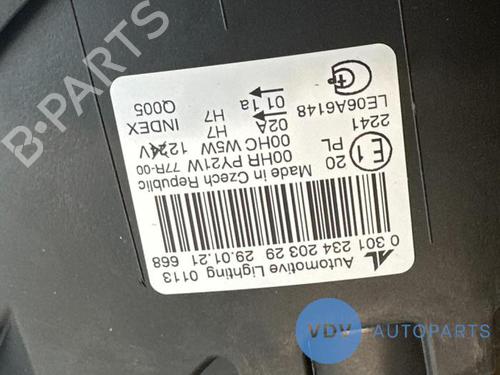 LE06A6148
01 1a
Q005
2241
02A H7 H7 INDEX
20 PL
E1
00HC W5W 12V
00HR PY21W 77R-00
Made in Czech Republic
0 301 234 203 29 29.01.21 668
AL Automotive Lighting 0113
B-PARTS
VDV AUTOPARTS